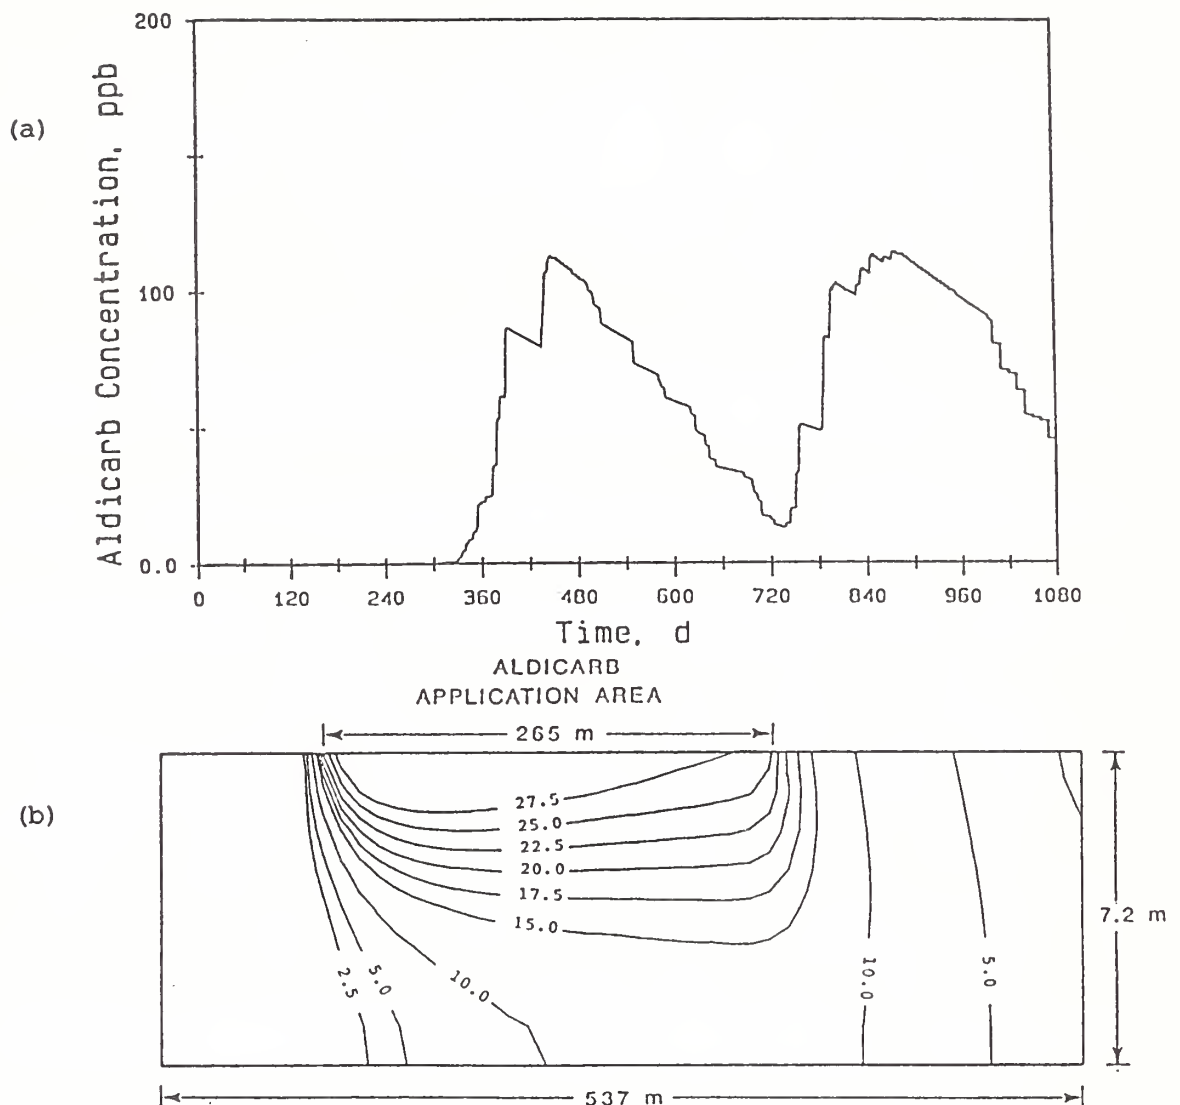 (a)
Aldicarb Concentration, ppb
200
100
0.0
0 120 240 360 480 600 720 840 960 1080
Time, d
ALDICARB
APPLICATION AREA
265 m
(b)
27.5
25.0
22.5
20.0
17.5
15.0
2.5
5.0
10.0
10.0
5.0
7.2 m
537 m